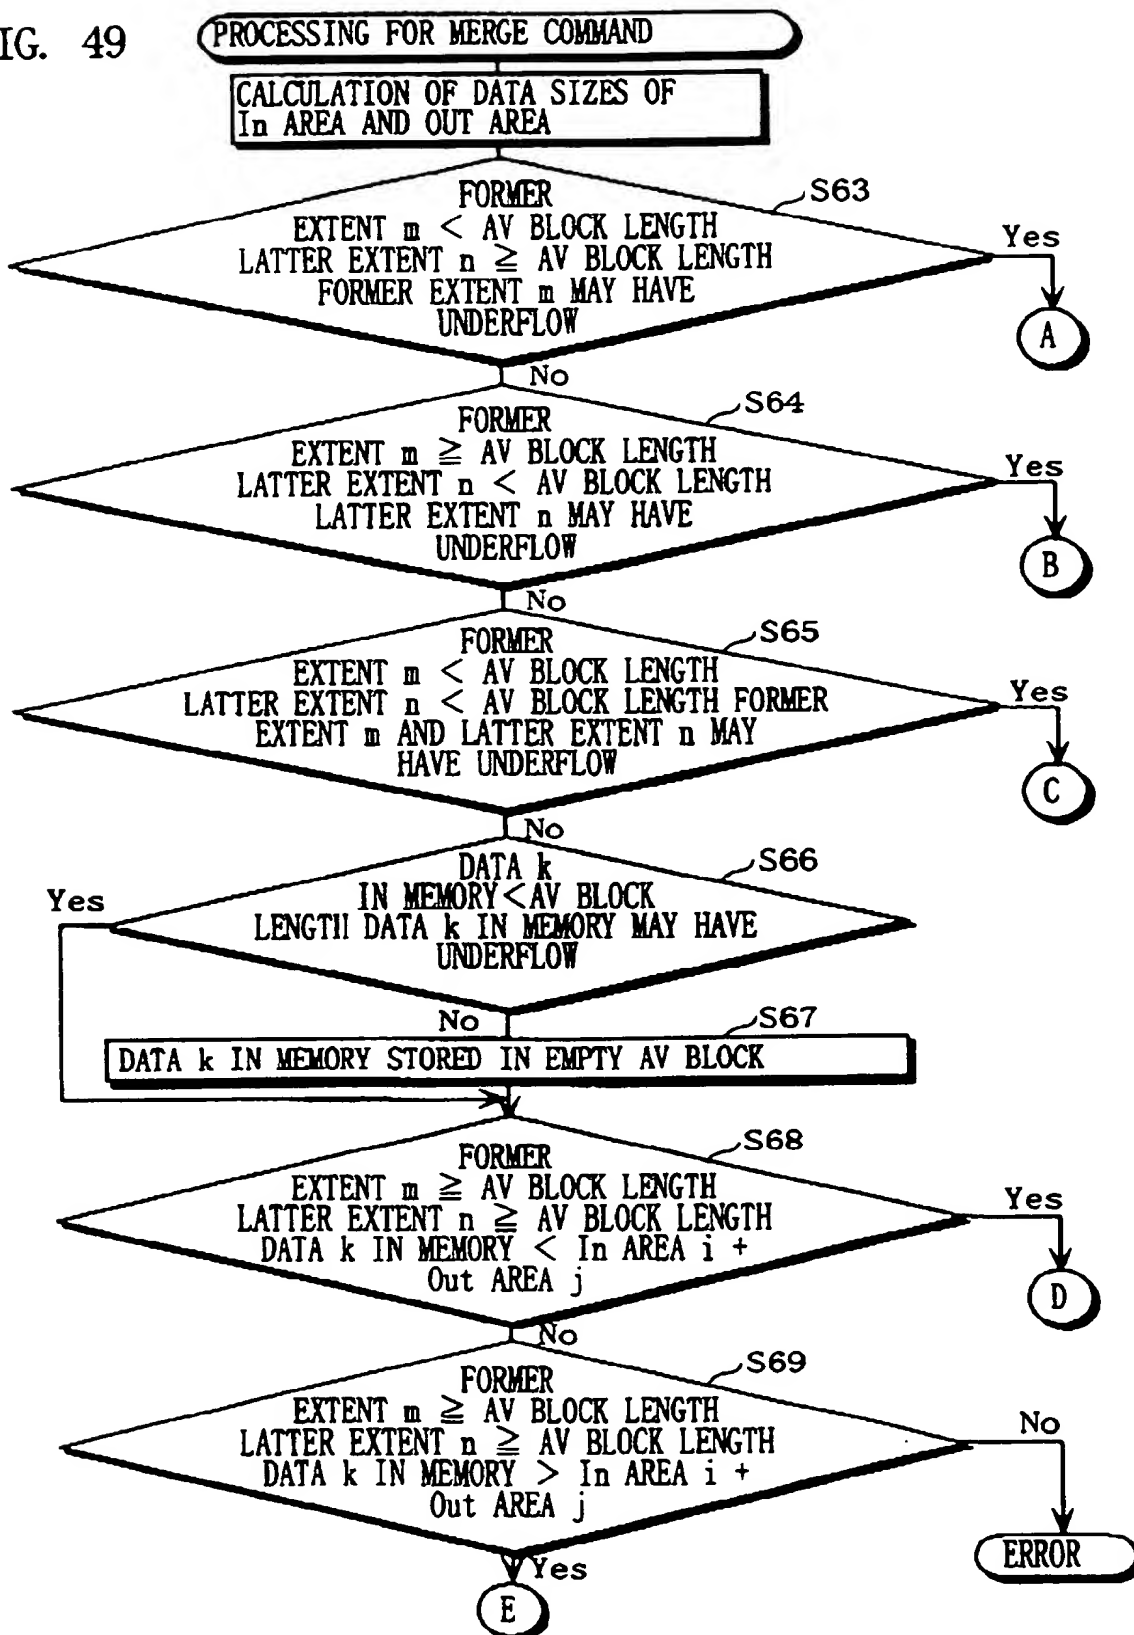 IG. 49
PROCESSING FOR MERGE COMMAND
CALCULATION OF DATA SIZES OF
In AREA AND OUT AREA
S63
FORMER
EXTENT m < AV BLOCK LENGTH
LATTER EXTENT n ≧ AV BLOCK LENGTH
FORMER EXTENT m MAY HAVE
UNDERFLOW
Yes
A
No
S64
FORMER
EXTENT m ≧ AV BLOCK LENGTH
LATTER EXTENT n < AV BLOCK LENGTH
LATTER EXTENT n MAY HAVE
UNDERFLOW
Yes
B
No
S65
FORMER
EXTENT m < AV BLOCK LENGTH
LATTER EXTENT n < AV BLOCK LENGTH FORMER
EXTENT m AND LATTER EXTENT n MAY
HAVE UNDERFLOW
Yes
C
No
S66
DATA k
IN MEMORY<AV BLOCK
LENGTH DATA k IN MEMORY MAY HAVE
UNDERFLOW
Yes
No
S67
DATA k IN MEMORY STORED IN EMPTY AV BLOCK
S68
FORMER
EXTENT m ≧ AV BLOCK LENGTH
LATTER EXTENT n ≧ AV BLOCK LENGTH
DATA k IN MEMORY < In AREA i +
Out AREA j
Yes
D
No
S69
FORMER
EXTENT m ≧ AV BLOCK LENGTH
LATTER EXTENT n ≧ AV BLOCK LENGTH
DATA k IN MEMORY > In AREA i +
Out AREA j
No
ERROR
Yes
E